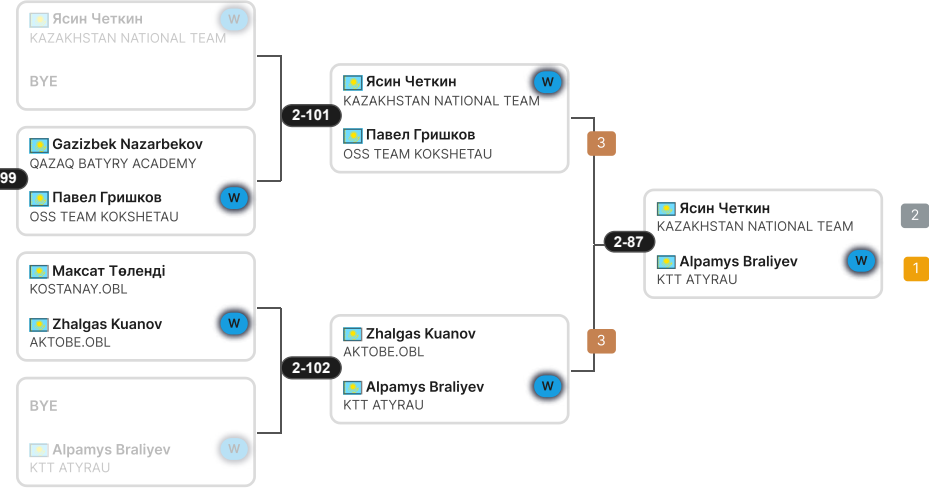 Ясин Четкин
W
KAZAKHSTAN NATIONAL TEAM
BYE
Gazizbek Nazarbekov
QAZAQ BATYRY ACADEMY
99
Павел Гришков
W
OSS TEAM KOKSHETAU
2-101
Ясин Четкин
W
KAZAKHSTAN NATIONAL TEAM
Павел Гришков
OSS TEAM KOKSHETAU
3
Максат Төленді
KOSTANAY.OBL
Zhalgas Kuanov
W
AKTOBE.OBL
BYE
Alpamys Braliyev
W
KTT ATYRAU
2-102
Zhalgas Kuanov
AKTOBE.OBL
Alpamys Braliyev
W
KTT ATYRAU
3
2-87
Ясин Четкин
KAZAKHSTAN NATIONAL TEAM
2
Alpamys Braliyev
W
KTT ATYRAU
1